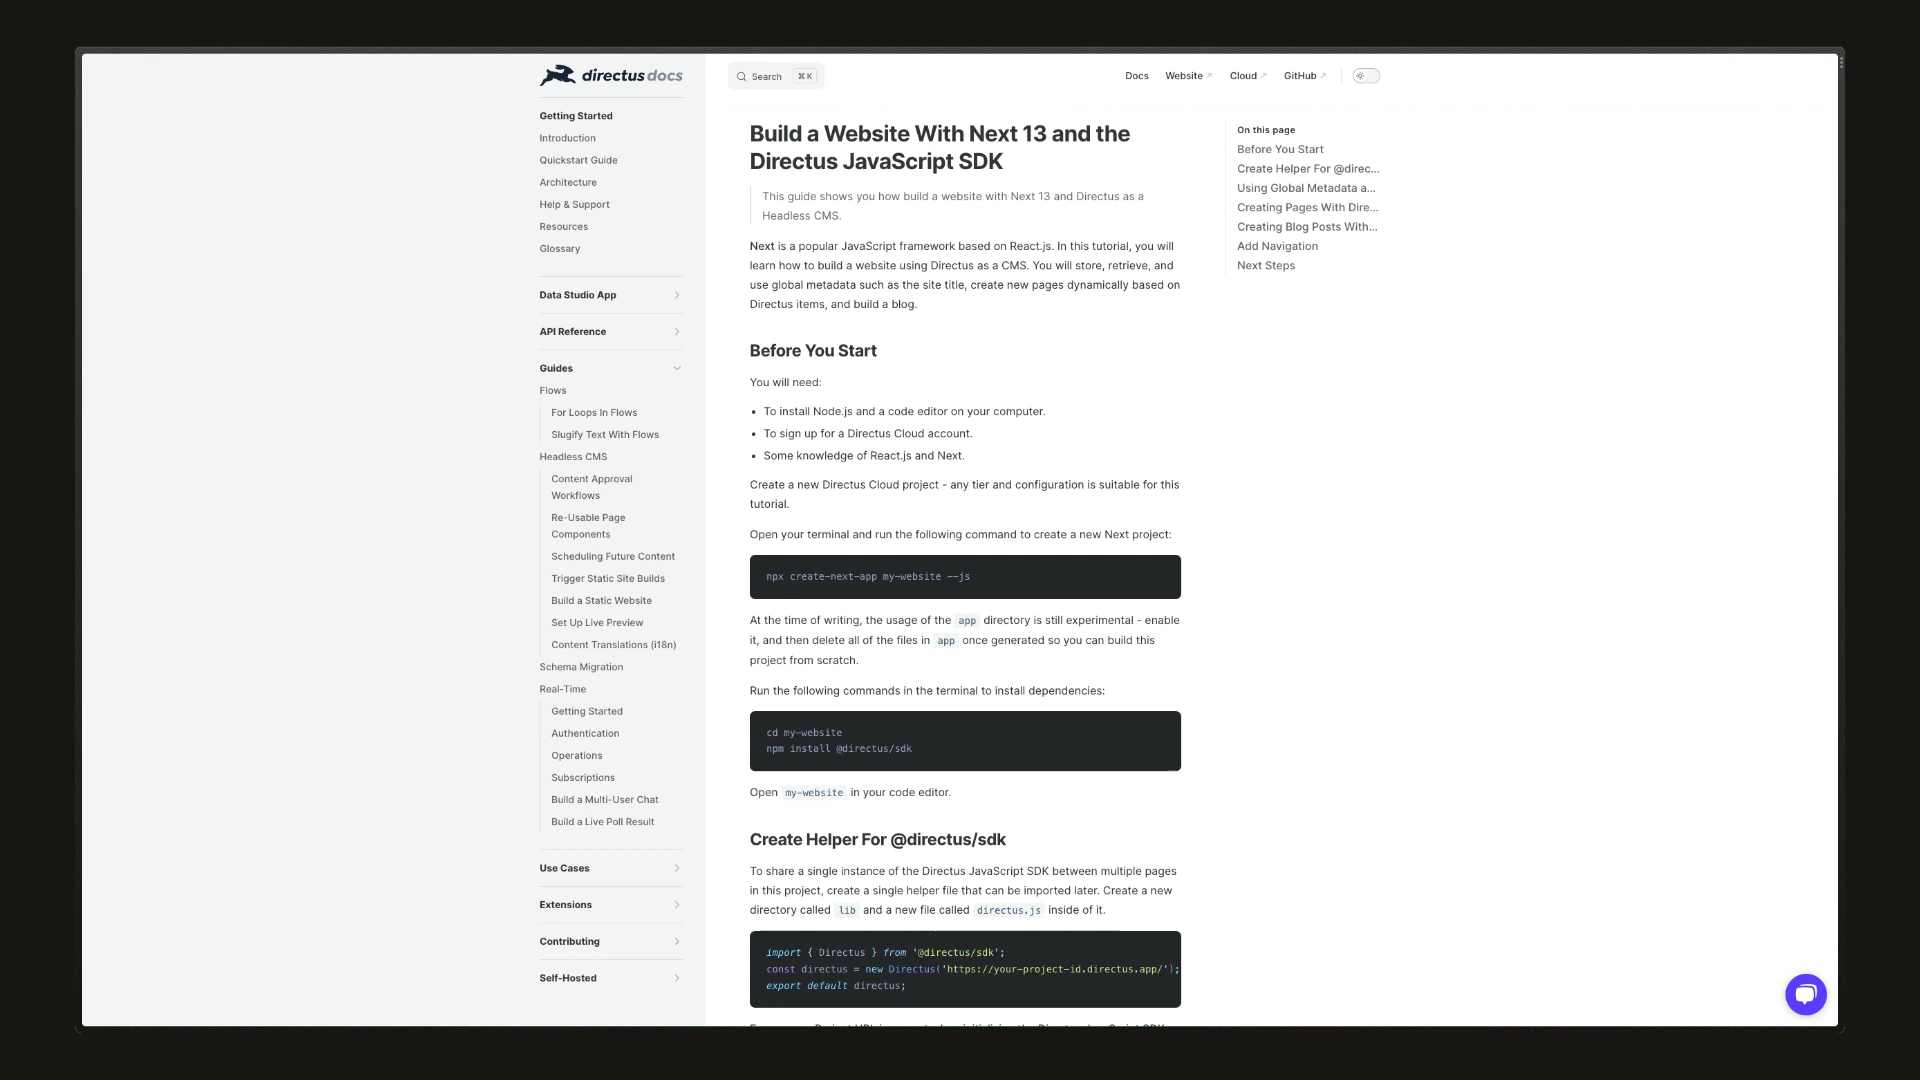 directus docs
Getting Started
Introduction
Quickstart Guide
Architecture
Help & Support
Resources
Glossary
Data Studio App
API Reference
Guides
Flows
For Loops In Flows
Slugify Text With Flows
Headless CMS
Content Approval
Workflows
Re-Usable Page
Components
Scheduling Future Content
Trigger Static Site Builds
Build a Static Website
Set Up Live Preview
Content Translations (i18n)
Schema Migration
Real-Time
Getting Started
Authentication
Operations
Subscriptions
Build a Multi-User Chat
Build a Live Poll Result
Use Cases
Extensions
Contributing
Self-Hosted
Search ⌘ K
Docs Website ↗ Cloud ↗ GitHub ↗
Build a Website With Next 13 and the
Directus JavaScript SDK
This guide shows you how build a website with Next 13 and Directus as a
Headless CMS.
Next is a popular JavaScript framework based on React.js. In this tutorial, you will
learn how to build a website using Directus as a CMS. You will store, retrieve, and
use global metadata such as the site title, create new pages dynamically based on
Directus items, and build a blog.
Before You Start
You will need:
• To install Node.js and a code editor on your computer.
• To sign up for a Directus Cloud account.
• Some knowledge of React.js and Next.
Create a new Directus Cloud project - any tier and configuration is suitable for this
tutorial.
Open your terminal and run the following command to create a new Next project:
npx create-next-app my-website --js
At the time of writing, the usage of the app directory is still experimental - enable
it, and then delete all of the files in app once generated so you can build this
project from scratch.
Run the following commands in the terminal to install dependencies:
cd my-website
npm install @directus/sdk
Open my-website in your code editor.
Create Helper For @directus/sdk
To share a single instance of the Directus JavaScript SDK between multiple pages
in this project, create a single helper file that can be imported later. Create a new
directory called lib and a new file called directus.js inside of it.
import { Directus } from '@directus/sdk';
const directus = new Directus('https://your-project-id.directus.app/');
export default directus;
On this page
Before You Start
Create Helper For @direc...
Using Global Metadata a...
Creating Pages With Dire...
Creating Blog Posts With...
Add Navigation
Next Steps